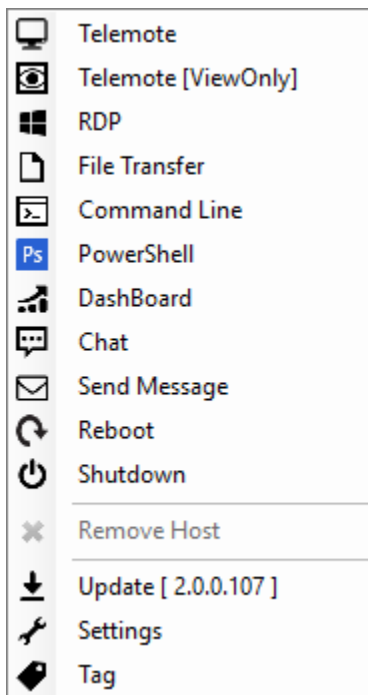 Telemote
Telemote [ViewOnly]
RDP
File Transfer
Command Line
Ps PowerShell
DashBoard
Chat
Send Message
Reboot
Shutdown
Remove Host
Update [ 2.0.0.107 ]
Settings
Tag